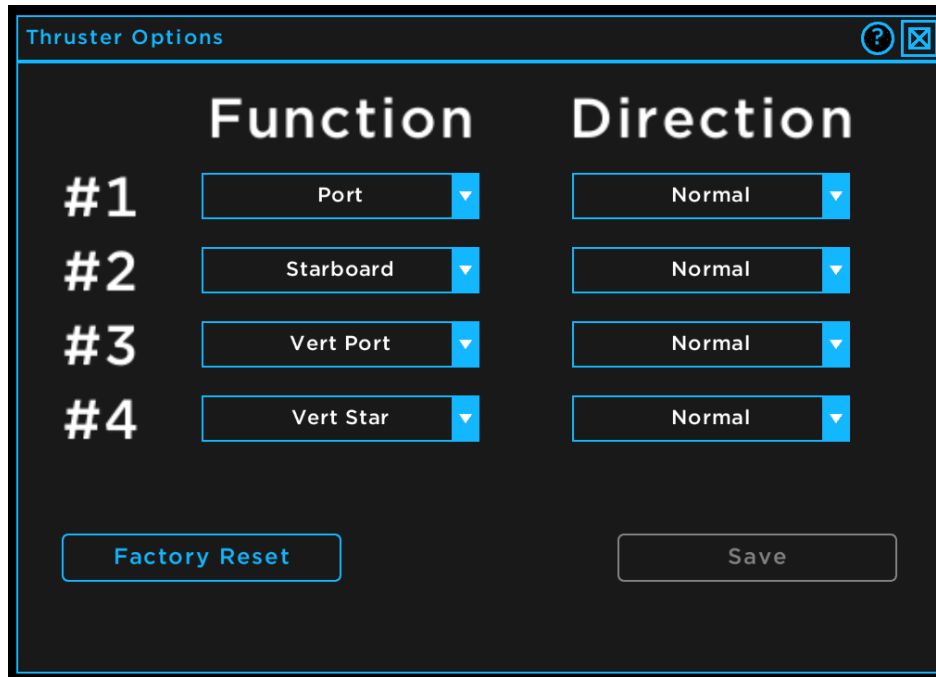 Thruster Options ?
Function Direction
#1 Port Normal
#2 Starboard Normal
#3 Vert Port Normal
#4 Vert Star Normal
Factory Reset Save